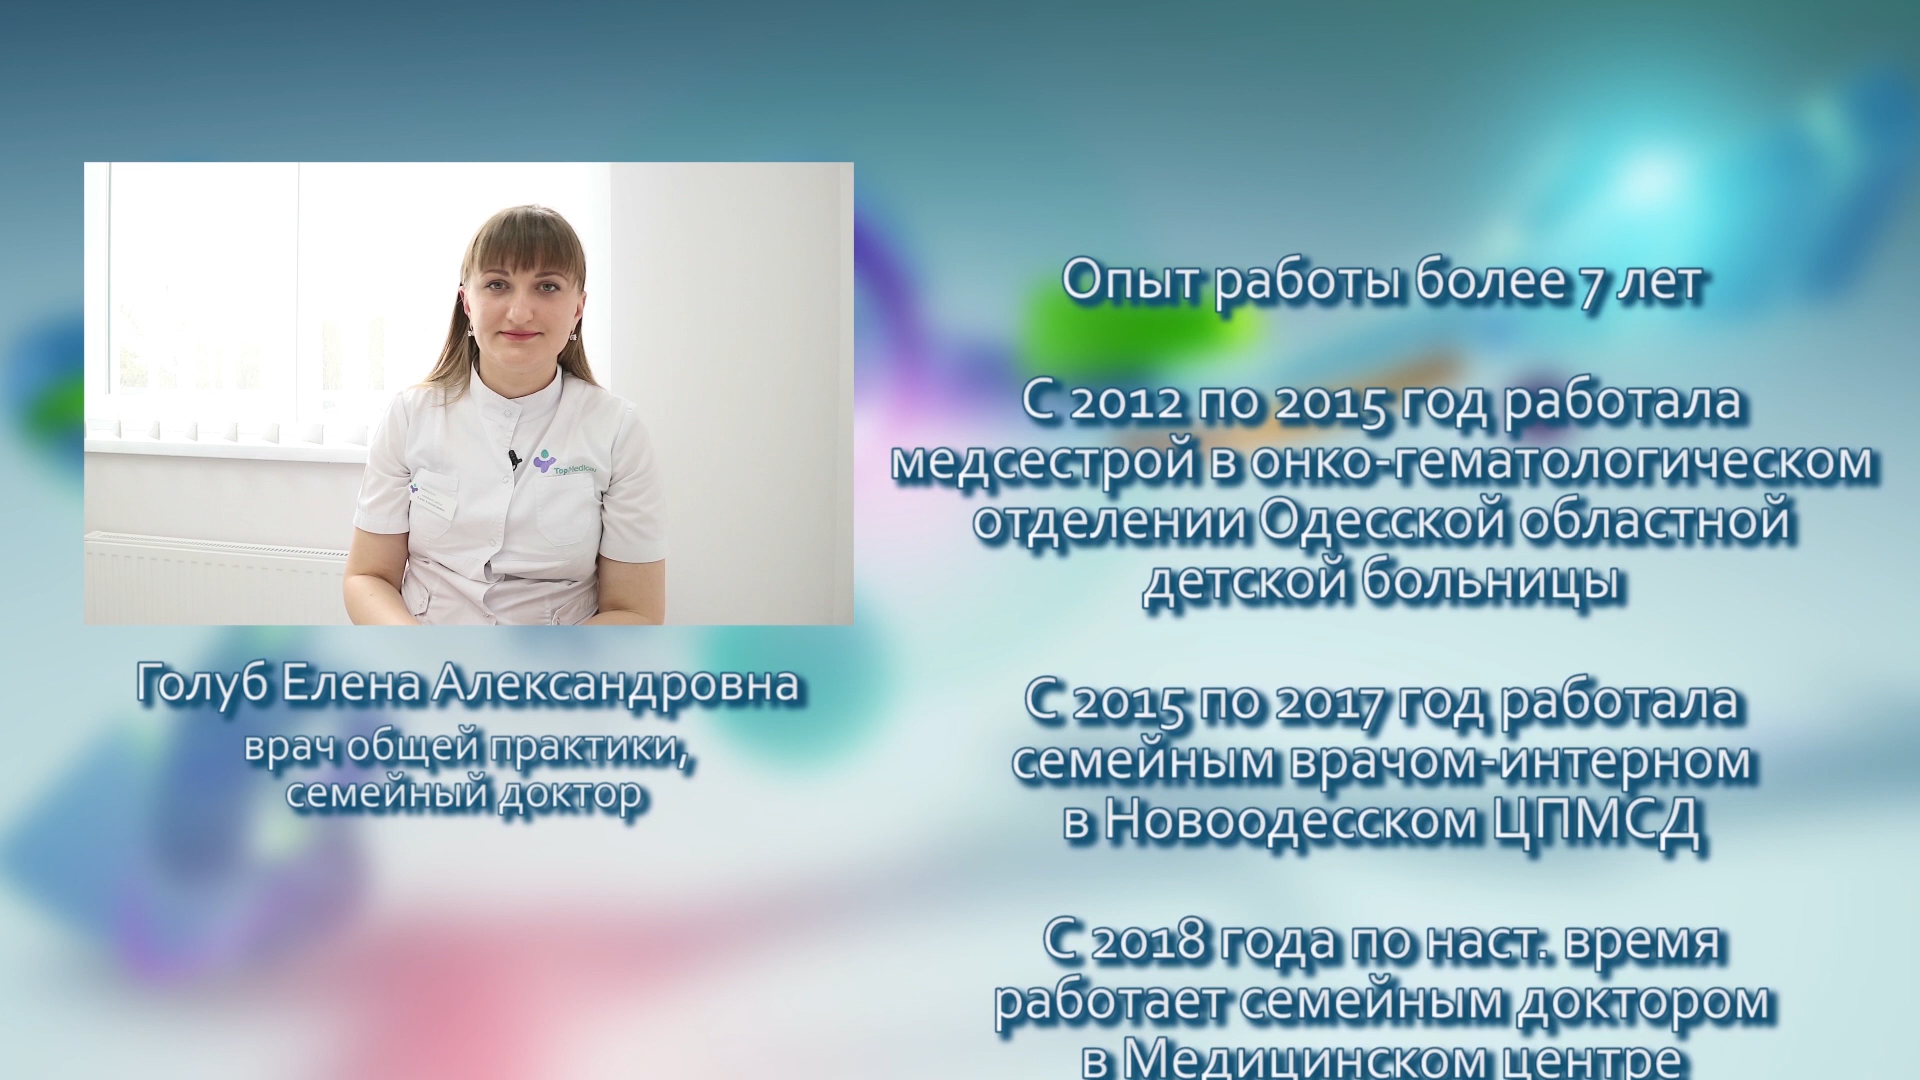 TopMedical
Голуб Елена Александровна
врач общей практики,
семейный доктор
Опыт работы более 7 лет
С 2012 по 2015 год работала
медсестрой в онко-гематологическом
отделении Одесской областной
детской больницы
С 2015 по 2017 год работала
семейным врачом-интерном
в Новоодесском ЦПМСД
С 2018 года по наст. время
работает семейным доктором
в Медицинском центре